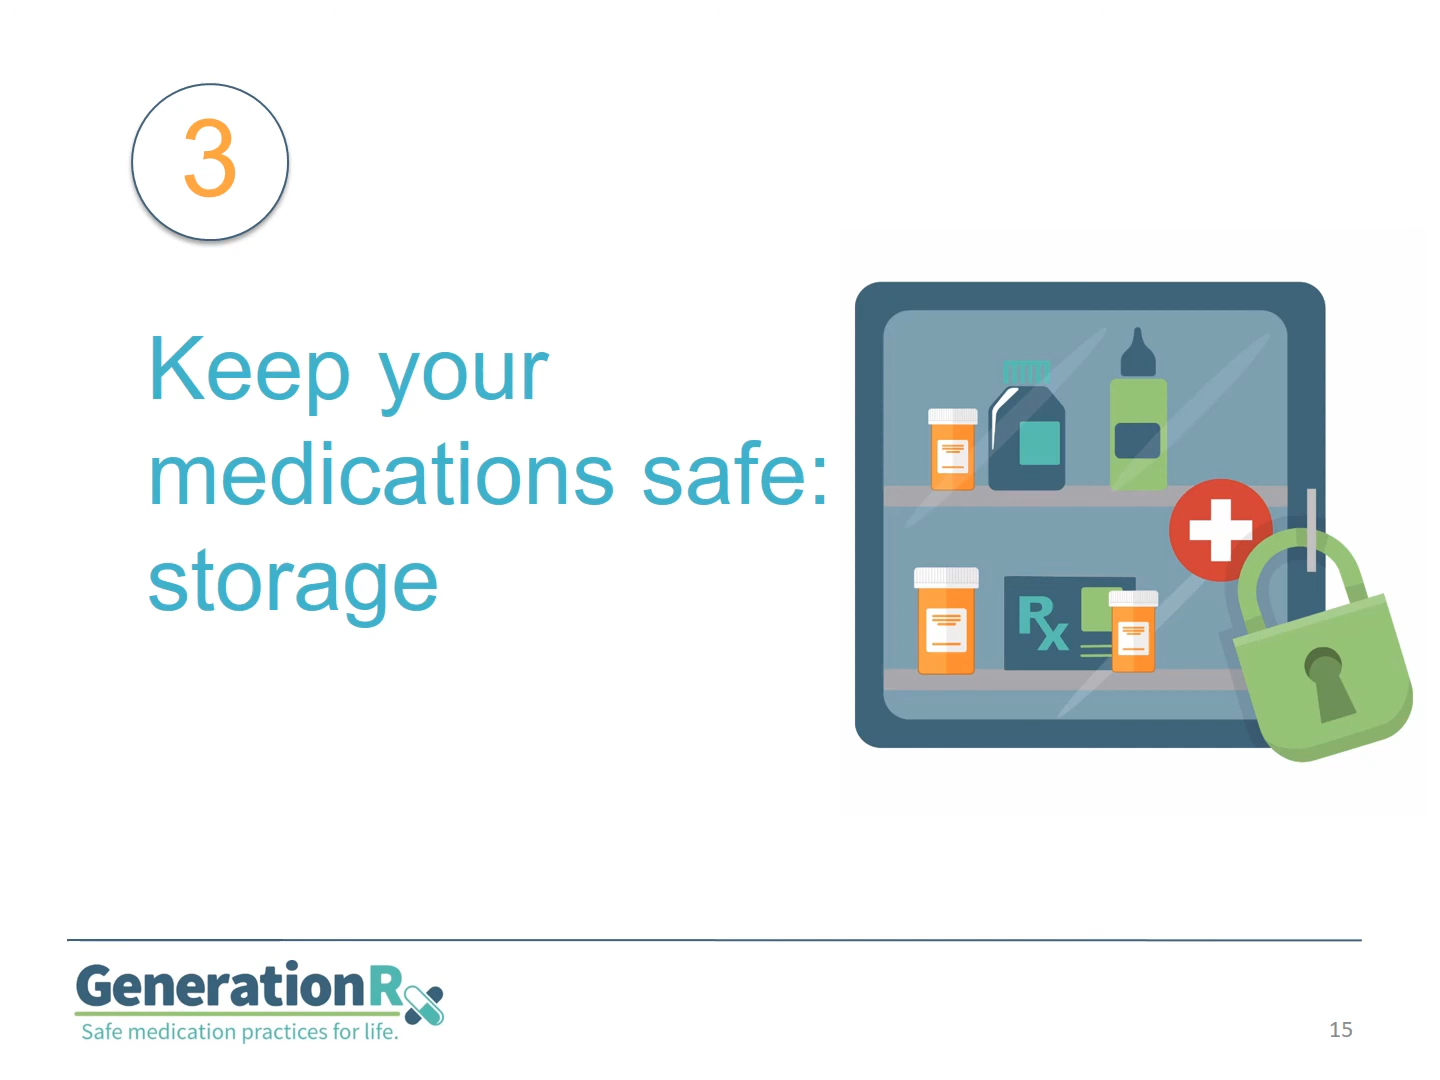 3
Keep your
medications safe:
storage
Rx
GenerationRx
Safe medication practices for life.
15